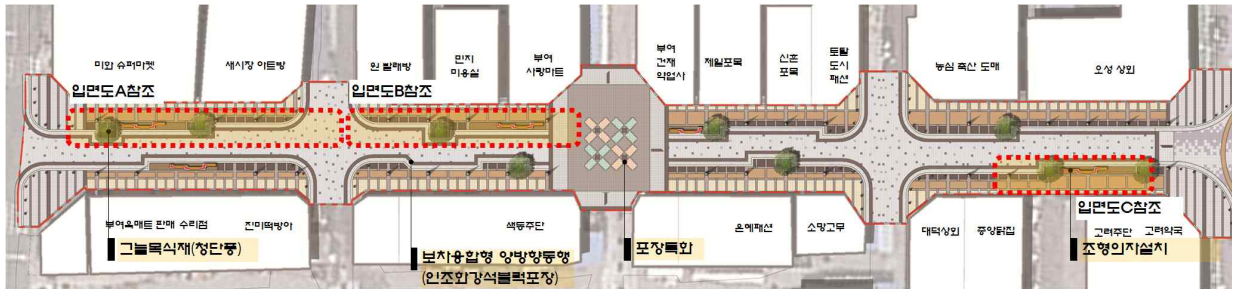 미화 슈퍼마켓
새시장 아트방
원 빨래방
민지
미용실
부여
사랑마트
부여
건재
약업사
제일포목
신혼
포목
토탈
도시
패션
농심 축산 도매
오성 상회
입면도A참조
입면도B참조
부여옥매트 판매 수리점
진미떡방아
색동주단
은혜패션
소망고무
대덕상회
중앙닭집
고려주단
고려약국
입면도C참조
그늘목식재(청단풍)
보차융합형 양방향통행
(인조화강석블럭포장)
포장특화
조형의자설치